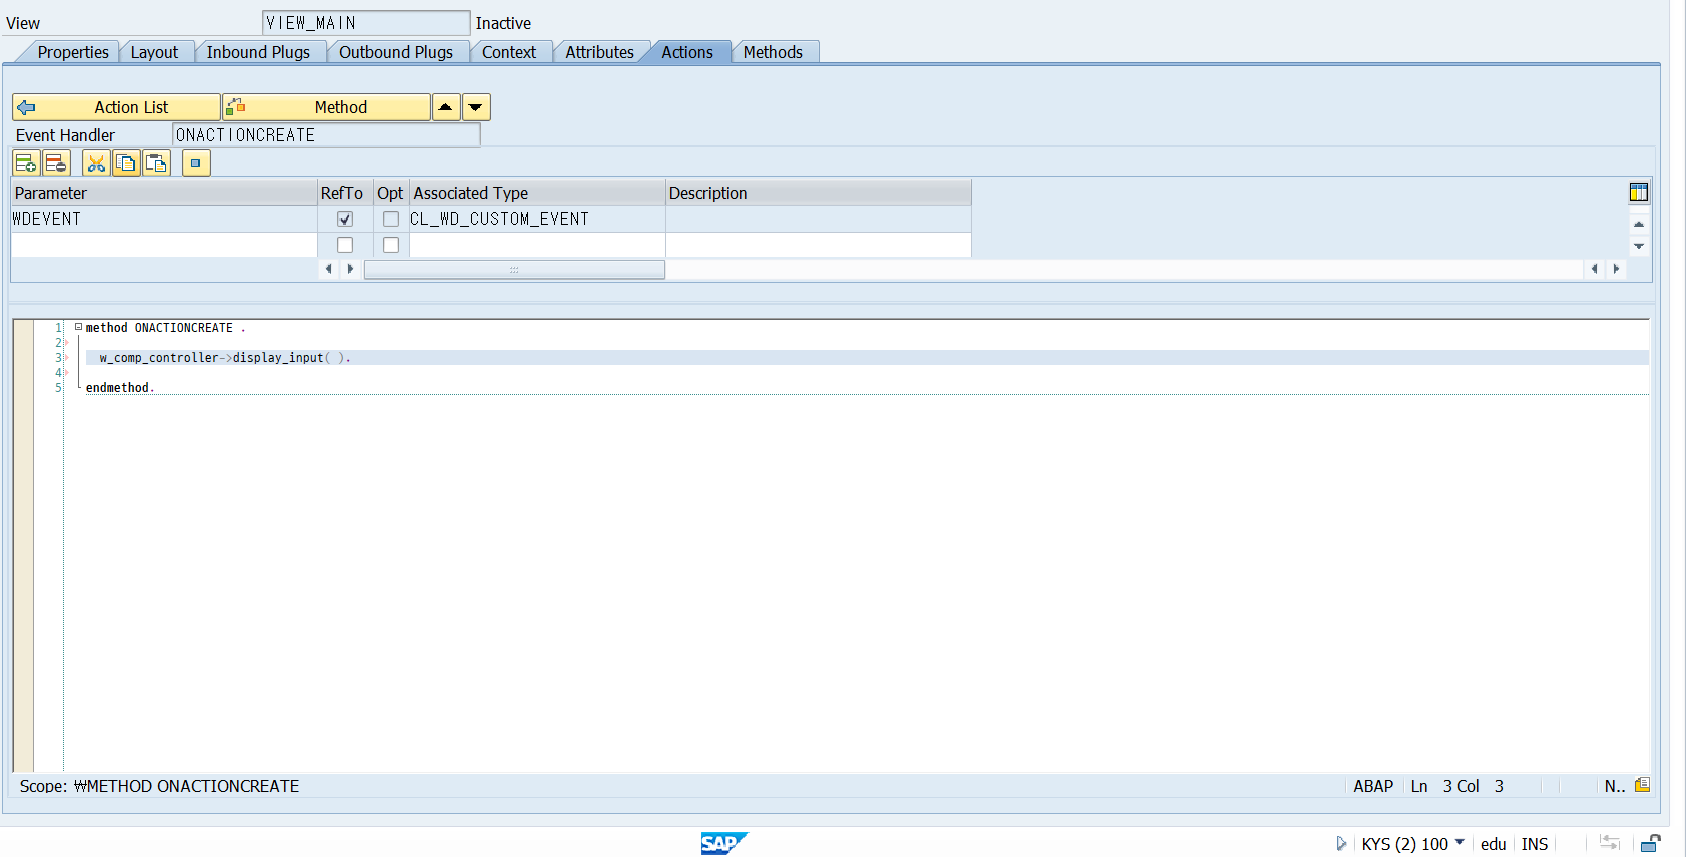 View VIEW_MAIN Inactive
Properties Layout Inbound Plugs Outbound Plugs Context Attributes Actions Methods
Action List Method
Event Handler ONACTIONCREATE
Parameter RefTo Opt Associated Type Description
WDEVENT CL_WD_CUSTOM_EVENT
1 method ONACTIONCREATE .
2
3 w_comp_controller->display_input( ).
4
5 endmethod.
Scope: ₩METHOD ONACTIONCREATE ABAP Ln 3 Col 3 N..
SAP KYS (2) 100 edu INS